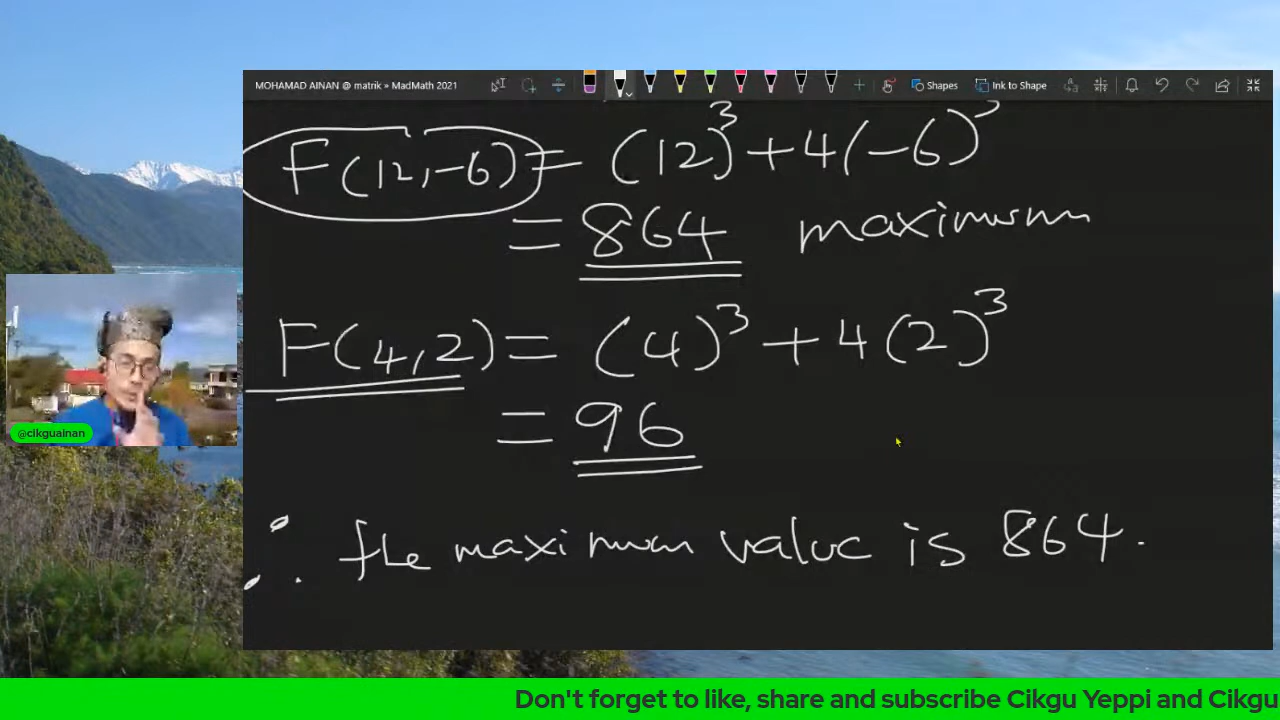 MOHAMAD AINAN @ matrik » MadMath 2021
Shapes
Ink to Shape
F(12,-6) = (12)³ + 4(-6)³
= 864 maximum
F(4,2) = (4)³ + 4(2)³
= 96
∴ the maximum value is 864.
@cikguainan
Don't forget to like, share and subscribe Cikgu Yeppi and Cikgu